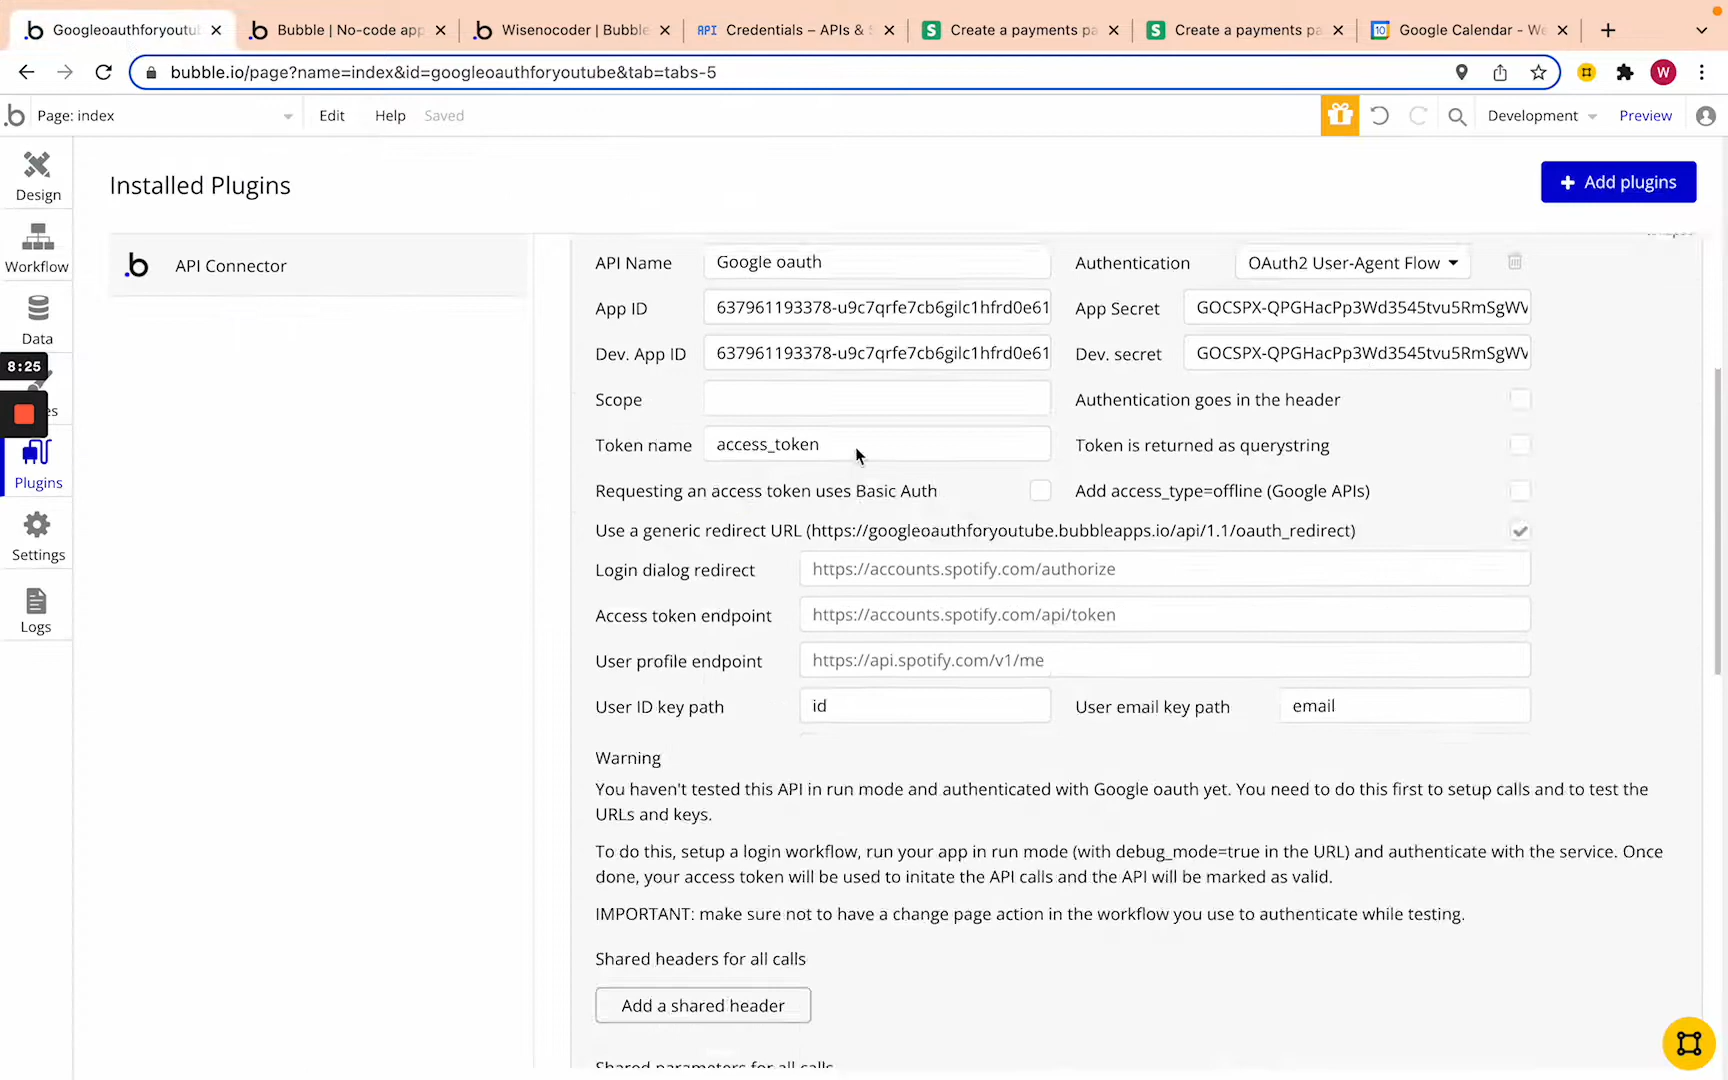 Googleoauthforyoutu
Bubble | No-code app
Wisenocoder | Bubble
API Credentials – APIs &
S Create a payments pa
S Create a payments pa
10 Google Calendar - We
bubble.io/page?name=index&id=googleoauthforyoutube&tab=tabs-5
W
Page: index
Edit
Help
Saved
Development
Preview
Design
Workflow
Data
8:25
es
Plugins
Settings
Logs
Installed Plugins
Add plugins
API Connector
API Name
Google oauth
Authentication
OAuth2 User-Agent Flow
App ID
637961193378-u9c7qrfe7cb6gilc1hfrd0e61
App Secret
GOCSPX-QPGHacPp3Wd3545tvu5RmSgWV
Dev. App ID
637961193378-u9c7qrfe7cb6gilc1hfrd0e61
Dev. secret
GOCSPX-QPGHacPp3Wd3545tvu5RmSgWV
Scope
Authentication goes in the header
Token name
access_token
Token is returned as querystring
Requesting an access token uses Basic Auth
Add access_type=offline (Google APIs)
Use a generic redirect URL (https://googleoauthforyoutube.bubbleapps.io/api/1.1/oauth_redirect)
Login dialog redirect
https://accounts.spotify.com/authorize
Access token endpoint
https://accounts.spotify.com/api/token
User profile endpoint
https://api.spotify.com/v1/me
User ID key path
id
User email key path
email
Warning
You haven't tested this API in run mode and authenticated with Google oauth yet. You need to do this first to setup calls and to test the
URLs and keys.
To do this, setup a login workflow, run your app in run mode (with debug_mode=true in the URL) and authenticate with the service. Once
done, your access token will be used to initate the API calls and the API will be marked as valid.
IMPORTANT: make sure not to have a change page action in the workflow you use to authenticate while testing.
Shared headers for all calls
Add a shared header
Shared parameters for all calls